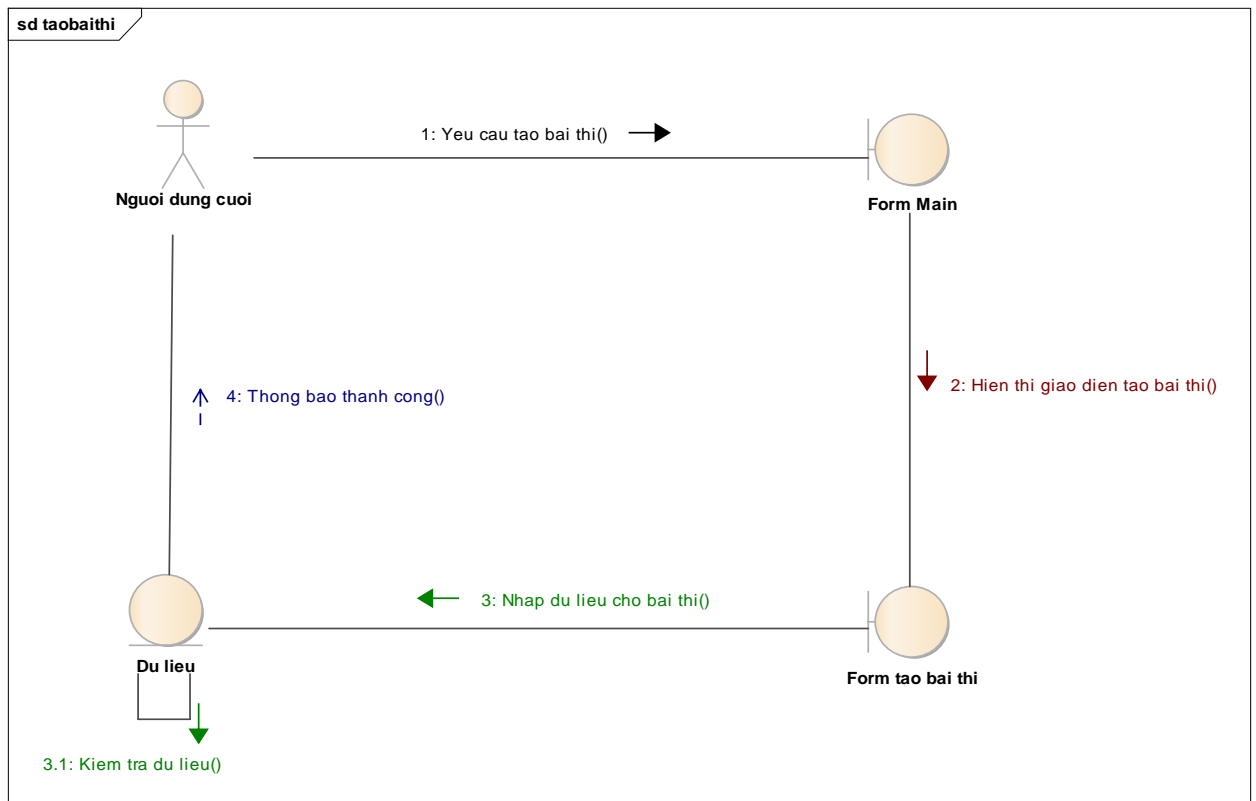 sd taobaithi
1: Yeu cau tao bai thi()
Nguoi dung cuoi
Form Main
2: Hien thi giao dien tao bai thi()
4: Thong bao thanh cong()
3: Nhap du lieu cho bai thi()
Du lieu
Form tao bai thi
3.1: Kiem tra du lieu()